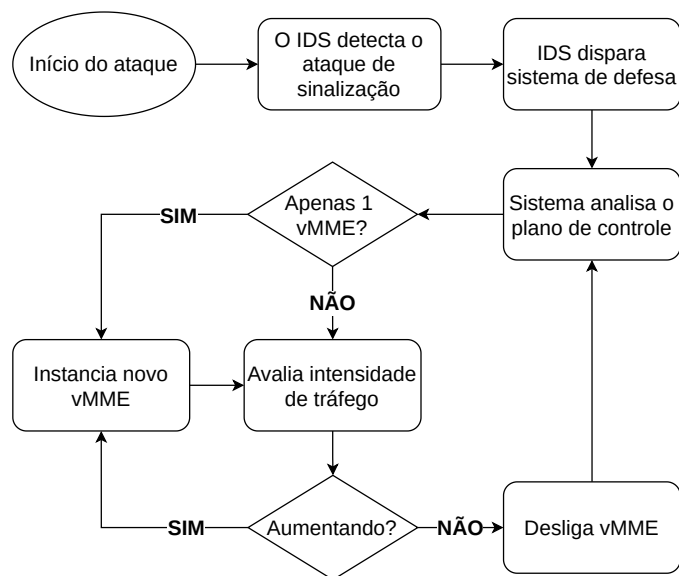 Início do ataque
O IDS detecta o
ataque de
sinalização
IDS dispara
sistema de defesa
Apenas 1
vMME?
Sistema analisa o
plano de controle
SIM
NÃO
Instancia novo
vMME
Avalia intensidade
de tráfego
SIM
Aumentando?
NÃO
Desliga vMME